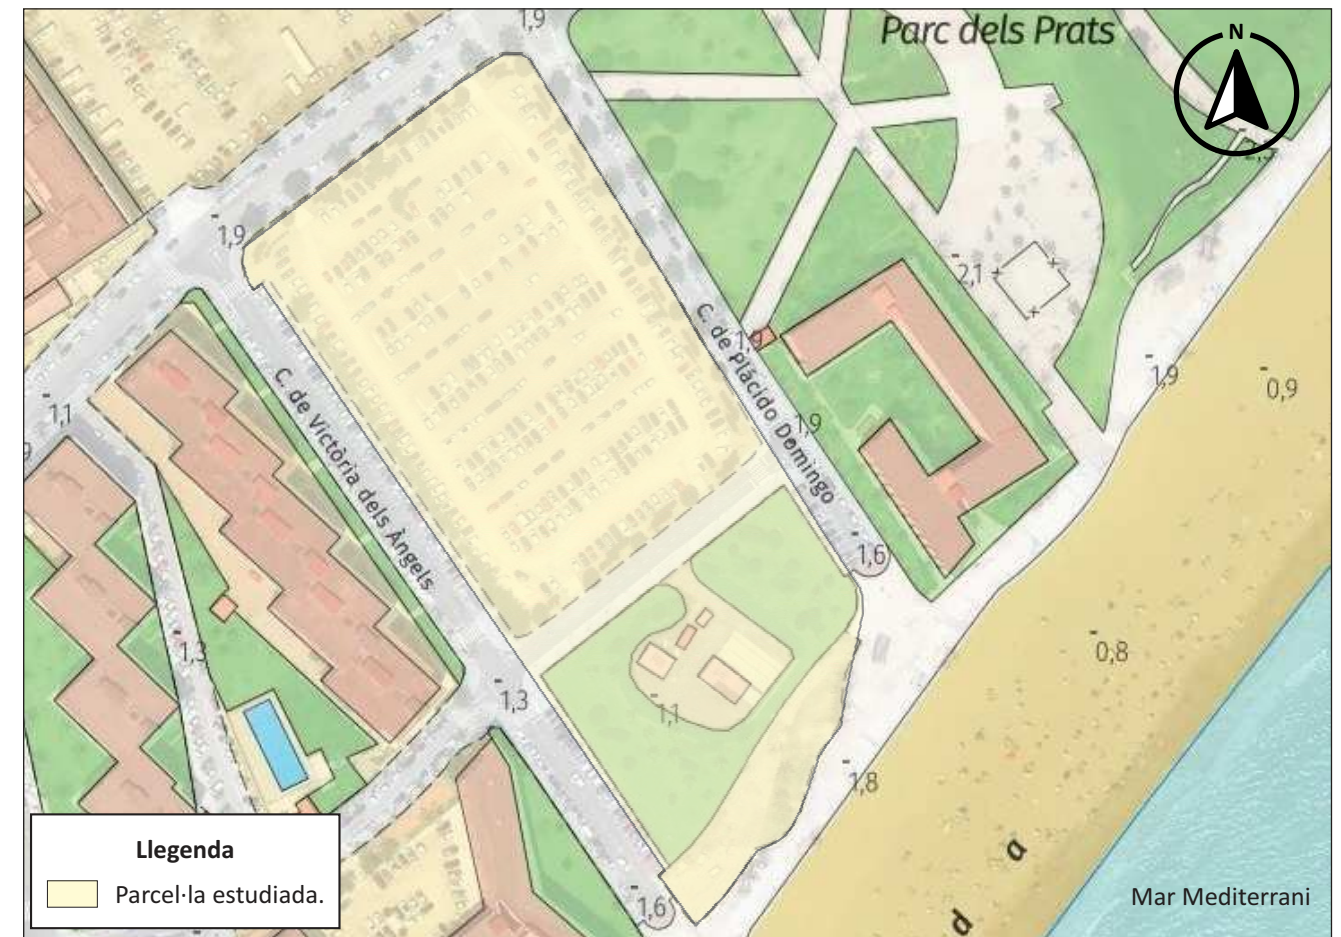 1,9
Parc dels Prats
N
1,9
2,1
C. de Plácido Domingo
1,9
1,9
0,9
C. de Victòria dels Àngels
1,1
1,9
1,6
1,3
0,8
1,3
1,1
1,8
Llegenda
Parcel·la estudiada.
1,6
a
d
Mar Mediterrani